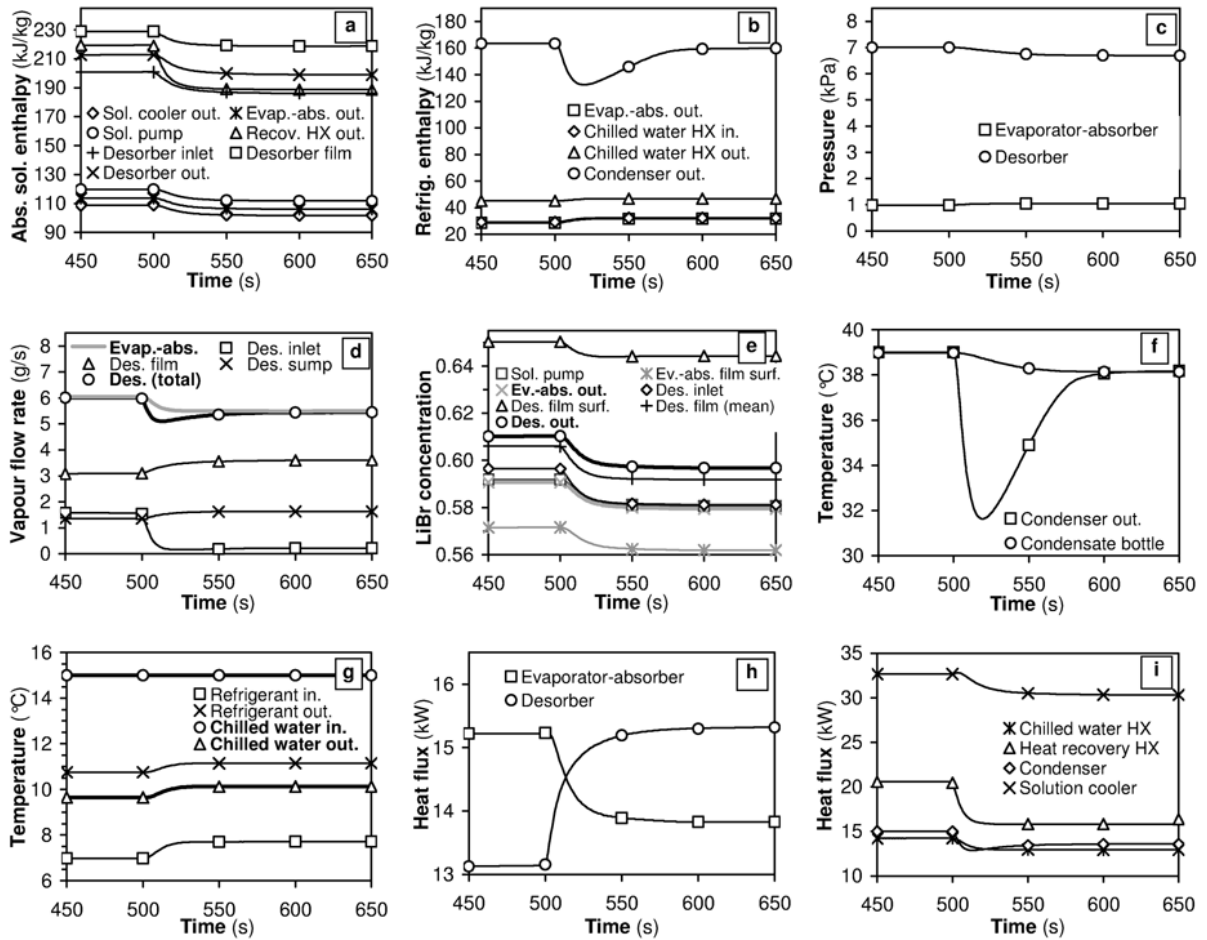 a
Abs. sol. enthalpy (kJ/kg)
230
210
190
170
150
130
110
90
Sol. cooler out. Evap.-abs. out.
Sol. pump Recov. HX out.
Desorber inlet Desorber film
Desorber out.
450 500 550 600 650
Time (s)
b
Refrig. enthalpy (kJ/kg)
180
160
140
120
100
80
60
40
20
Evap.-abs. out.
Chilled water HX in.
Chilled water HX out.
Condenser out.
450 500 550 600 650
Time (s)
c
Pressure (kPa)
8
7
6
5
4
3
2
1
0
Evaporator-absorber
Desorber
450 500 550 600 650
Time (s)
d
Vapour flow rate (g/s)
8
7
6
5
4
3
2
1
0
Evap.-abs. Des. inlet
Des. film Des. sump
Des. (total)
450 500 550 600 650
Time (s)
e
LiBr concentration
0.64
0.62
0.60
0.58
0.56
Sol. pump Ev.-abs. film surf.
Ev.-abs. out. Des. inlet
Des. film surf. Des. film (mean)
Des. out.
450 500 550 600 650
Time (s)
f
Temperature (°C)
40
38
36
34
32
30
Condenser out.
Condensate bottle
450 500 550 600 650
Time (s)
g
Temperature (°C)
16
14
12
10
8
6
Refrigerant in.
Refrigerant out.
Chilled water in.
Chilled water out.
450 500 550 600 650
Time (s)
h
Heat flux (kW)
16
15
14
13
Evaporator-absorber
Desorber
450 500 550 600 650
Time (s)
i
Heat flux (kW)
35
30
25
20
15
10
Chilled water HX
Heat recovery HX
Condenser
Solution cooler
450 500 550 600 650
Time (s)